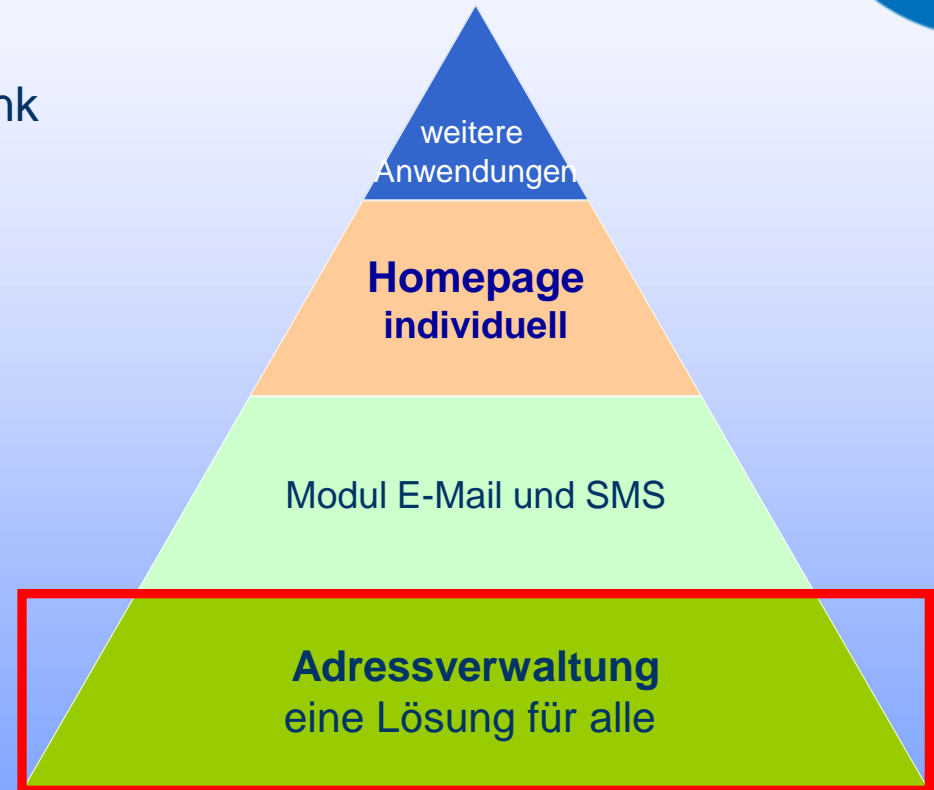 weitere
Anwendungen
Homepage
individuell
Modul E-Mail und SMS
Adressverwaltung
eine Lösung für alle